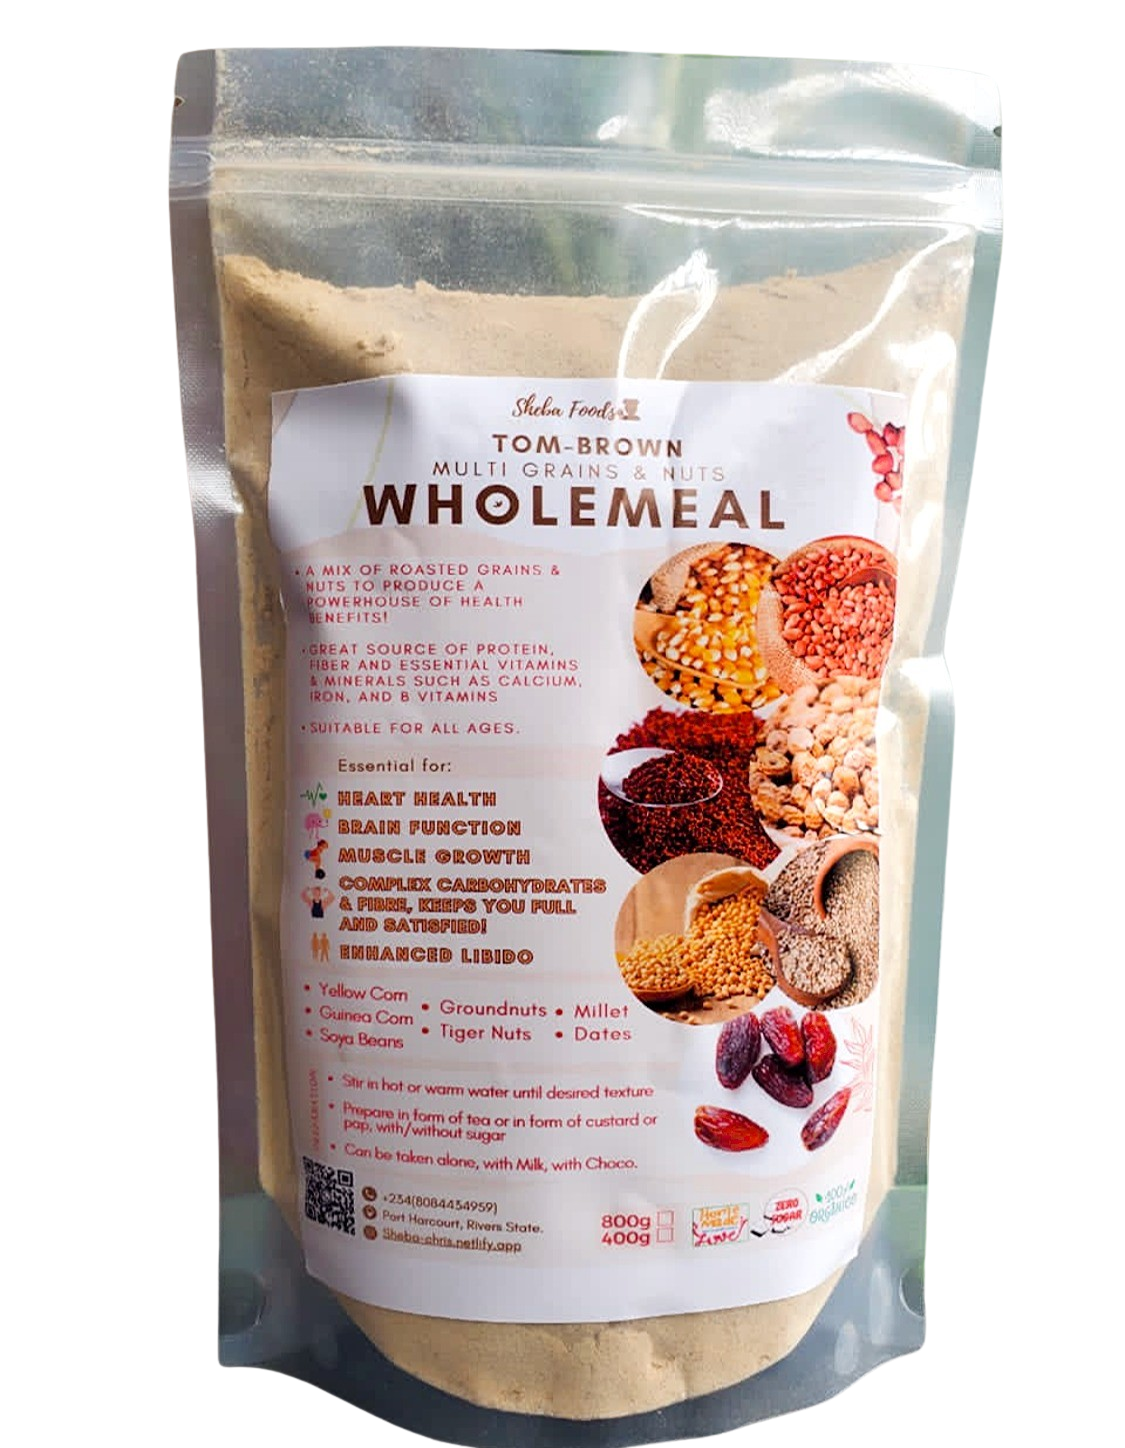 Sheba Foods
TOM-BROWN
MULTI GRAINS & NUTS
WHOLEMEAL
• A MIX OF ROASTED GRAINS &
NUTS TO PRODUCE A
POWERHOUSE OF HEALTH
BENEFITS!
• GREAT SOURCE OF PROTEIN,
FIBER AND ESSENTIAL VITAMINS
& MINERALS SUCH AS CALCIUM,
IRON, AND B VITAMINS
• SUITABLE FOR ALL AGES.
Essential for:
HEART HEALTH
BRAIN FUNCTION
MUSCLE GROWTH
COMPLEX CARBOHYDRATES
& FIBRE, KEEPS YOU FULL
AND SATISFIED!
ENHANCED LIBIDO
• Yellow Corn
• Guinea Corn
• Soya Beans
• Groundnuts
• Tiger Nuts
• Millet
• Dates
PREPARATION
• Stir in hot or warm water until desired texture
• Prepare in form of tea or in form of custard or
pap, with/without sugar
• Can be taken alone, with Milk, with Choco.
+234(8084434959)
Port Harcourt, Rivers State.
Sheba-chris.netlify.app
800g
400g
Home
Made
Love
ZERO
SUGAR
100%
ORGANIC